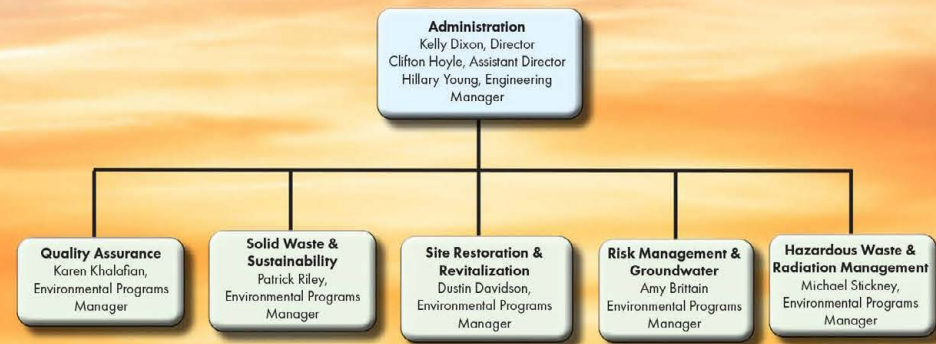 Administration
Kelly Dixon, Director
Clifton Hoyle, Assistant Director
Hillary Young, Engineering
Manager
Quality Assurance
Karen Khalafian,
Environmental Programs
Manager
Solid Waste &
Sustainability
Patrick Riley,
Environmental Programs
Manager
Site Restoration &
Revitalization
Dustin Davidson,
Environmental Programs
Manager
Risk Management &
Groundwater
Amy Brittain
Environmental Programs
Manager
Hazardous Waste &
Radiation Management
Michael Stickney,
Environmental Programs
Manager